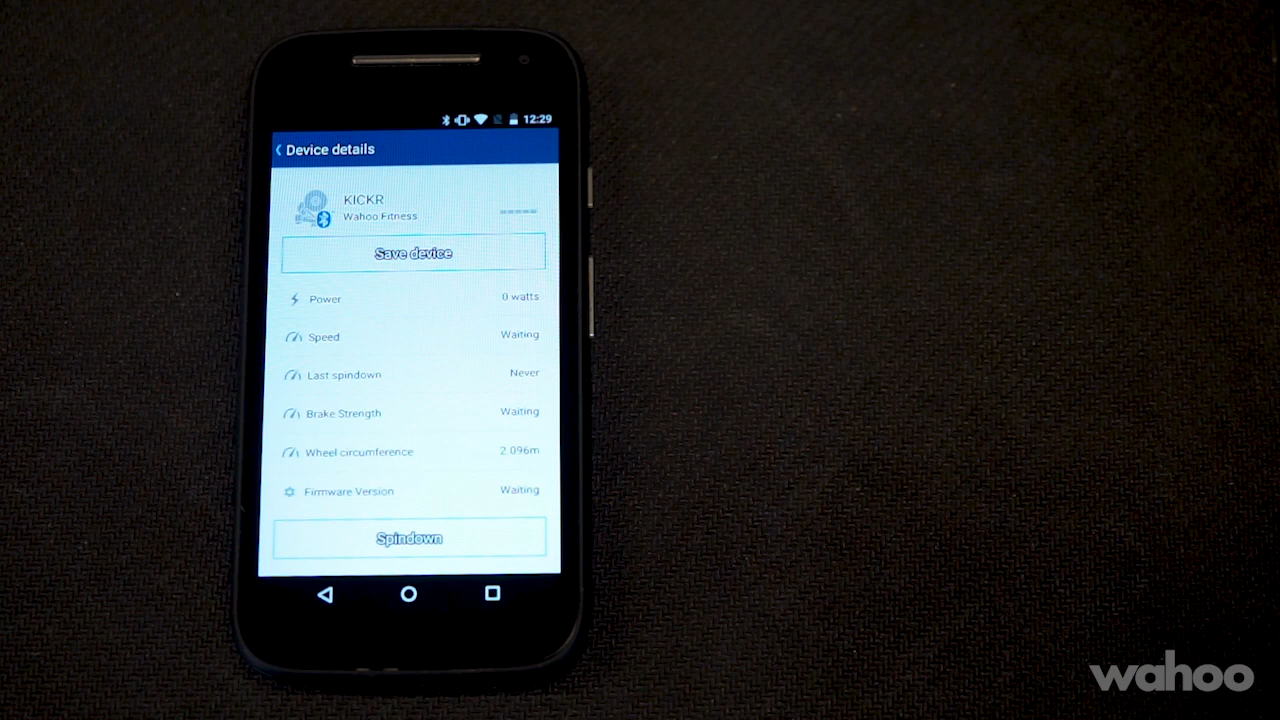 12:29
Device details
KICKR
Wahoo Fitness
Save device
Power 0 watts
Speed Waiting
Last spindown Never
Brake Strength Waiting
Wheel circumference 2.096m
Firmware Version Waiting
Spindown
wahoo